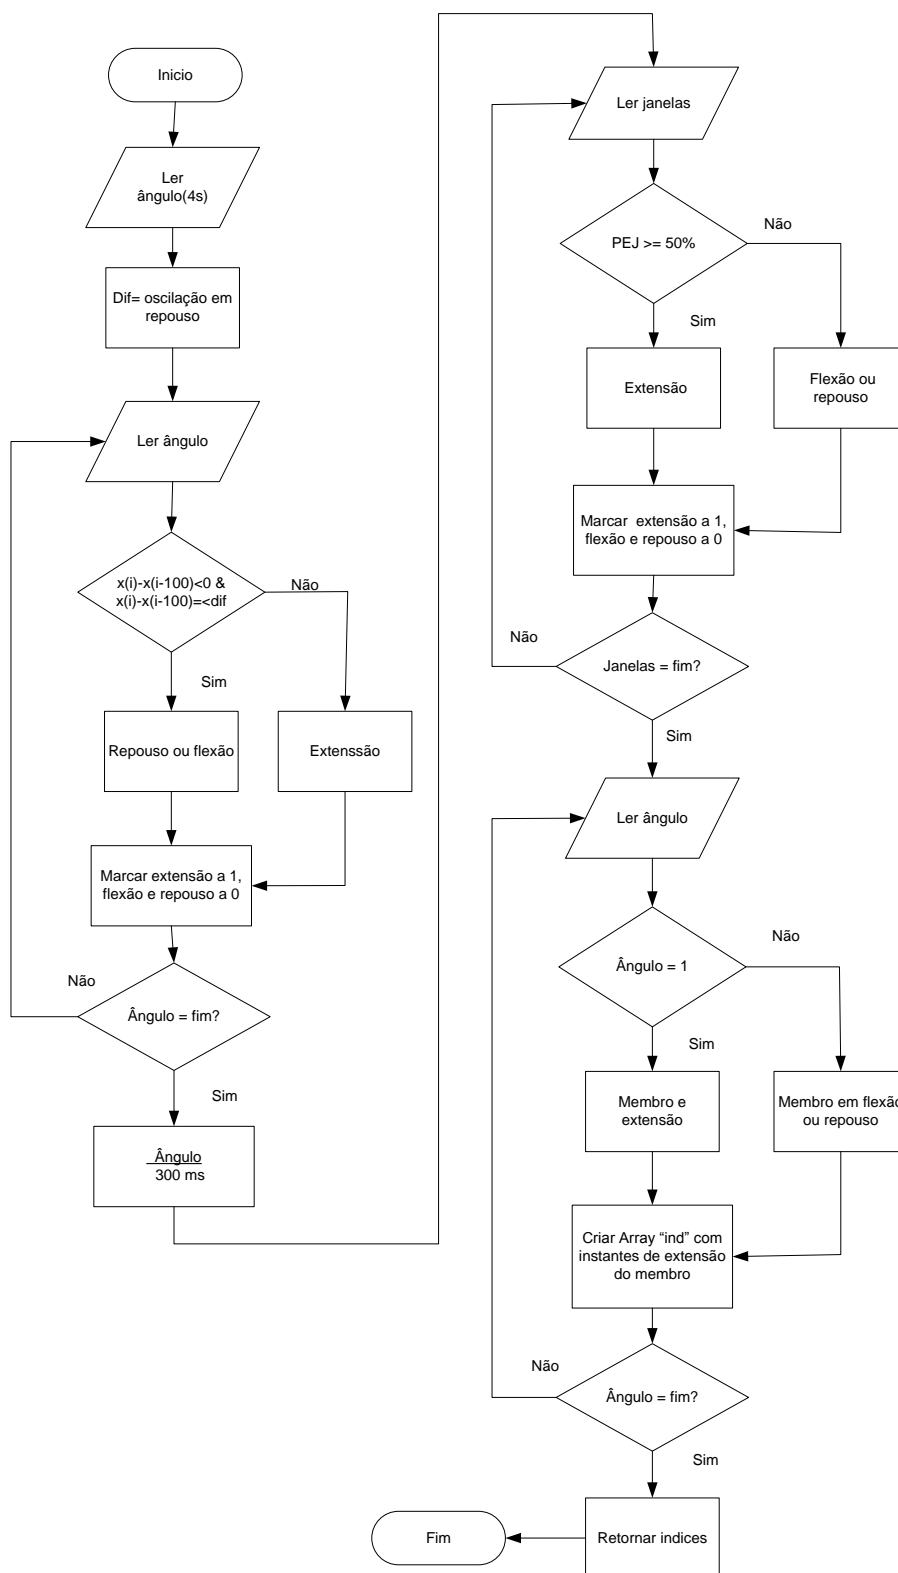 Inicio
Ler
ângulo(4s)
Dif= oscilação em
repouso
Ler ângulo
x(i)-x(i-100)<0 &
x(i)-x(i-100)=<dif
Não
Sim
Repouso ou flexão
Extenssão
Marcar extensão a 1,
flexão e repouso a 0
Não
Ângulo = fim?
Sim
Ângulo
300 ms
Ler janelas
Não
PEJ >= 50%
Sim
Extensão
Flexão ou
repouso
Marcar  extensão a 1,
flexão e repouso a 0
Não
Janelas = fim?
Sim
Ler ângulo
Não
Ângulo = 1
Sim
Membro e
extensão
Membro em flexão
ou repouso
Criar Array “ind” com
instantes de extensão
do membro
Não
Ângulo = fim?
Sim
Retornar indices
Fim